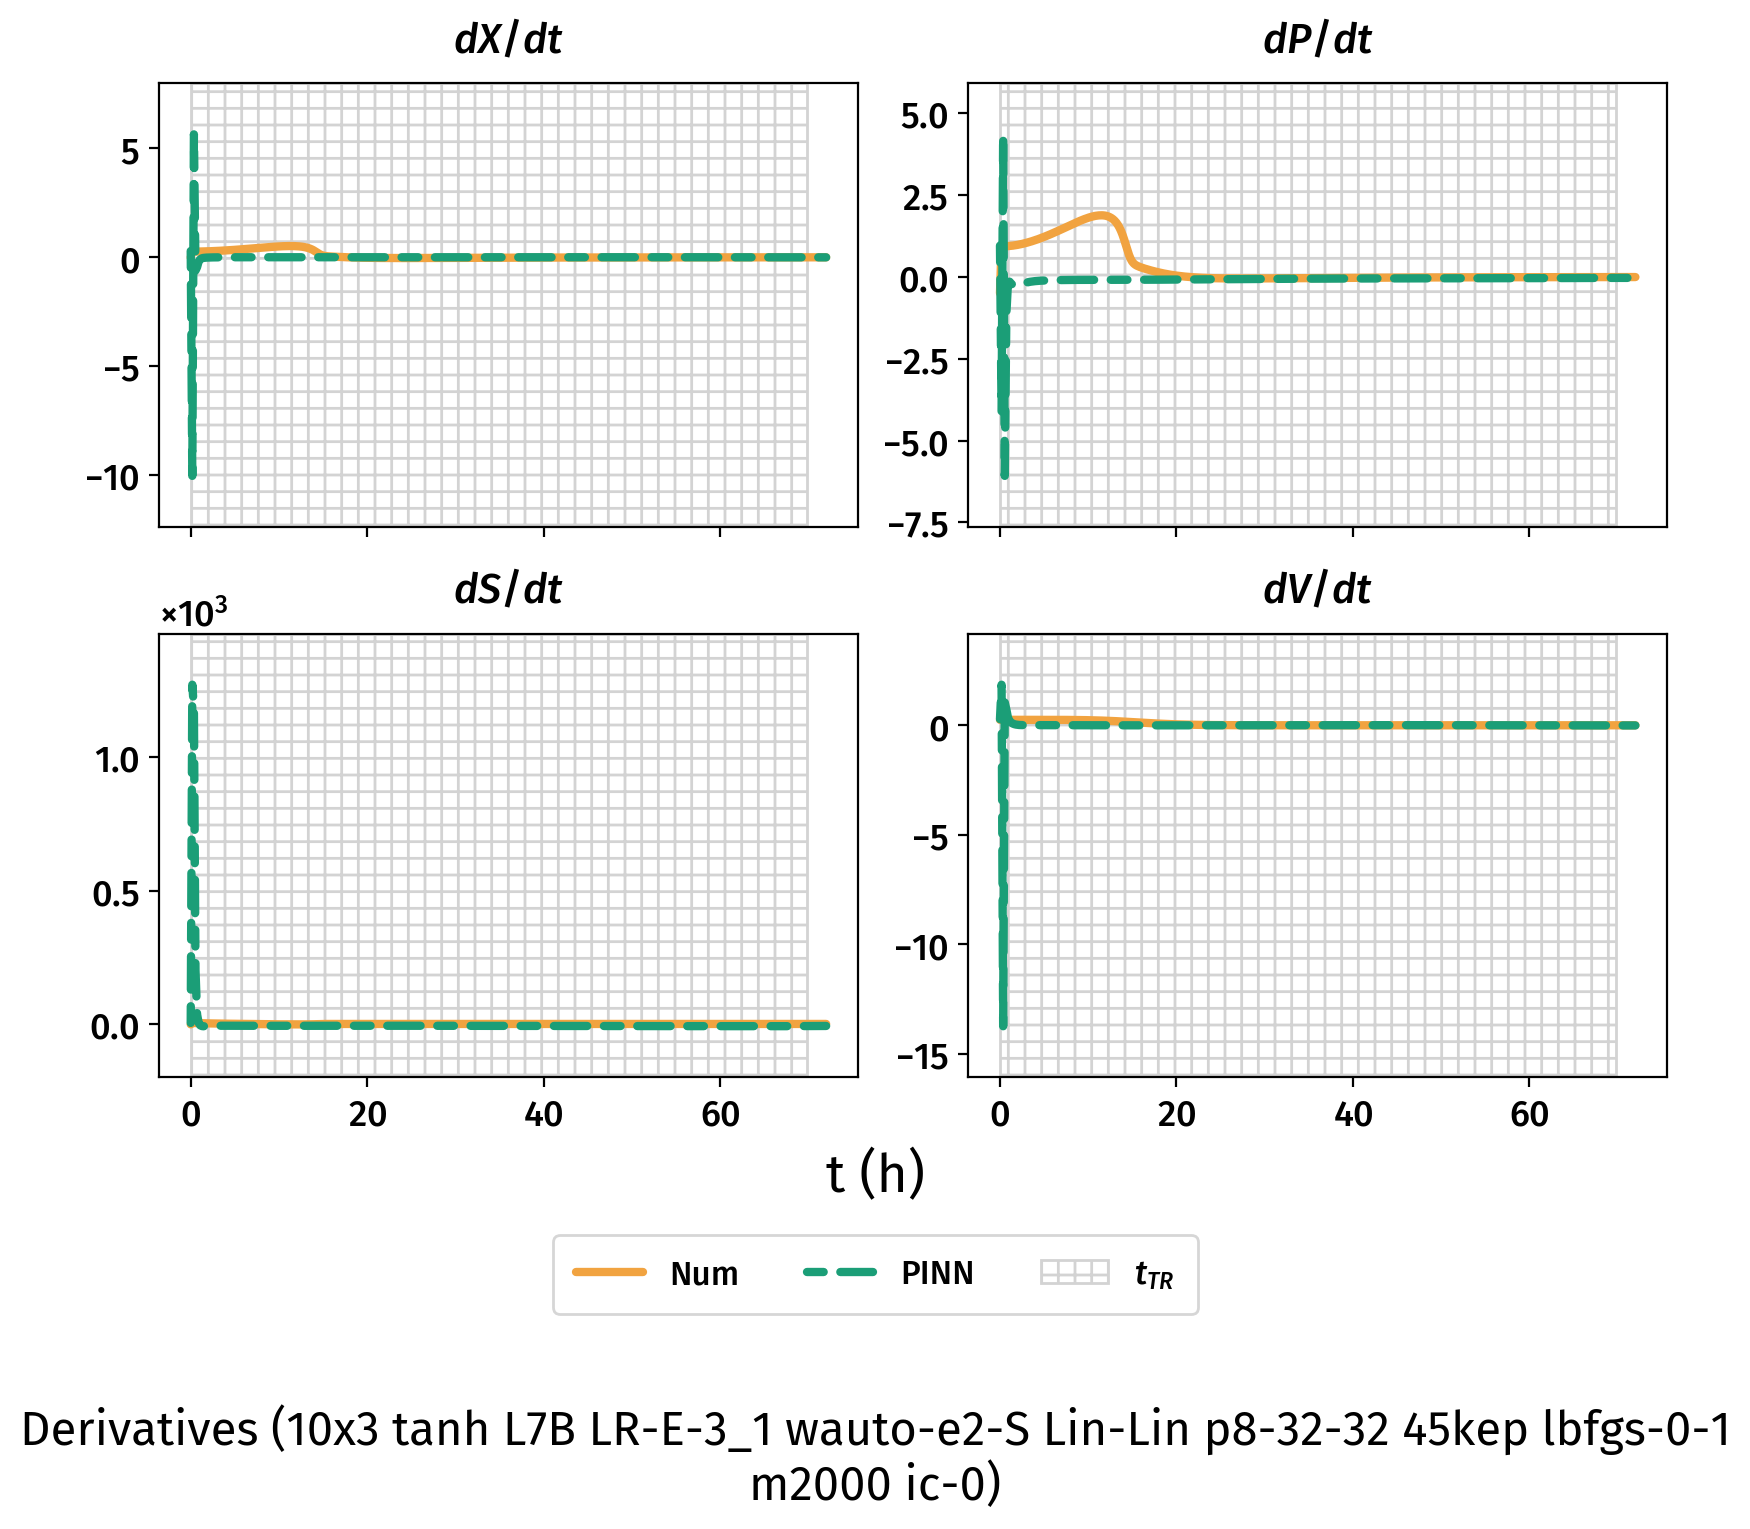 dX/dt
5
0
−5
−10
dP/dt
5.0
2.5
0.0
−2.5
−5.0
−7.5
dS/dt
×10³
1.0
0.5
0.0
0 20 40 60
dV/dt
0
−5
−10
−15
0 20 40 60
t (h)
Num PINN t_TR
Derivatives (10x3 tanh L7B LR-E-3_1 wauto-e2-S Lin-Lin p8-32-32 45kep lbfgs-0-1
m2000 ic-0)